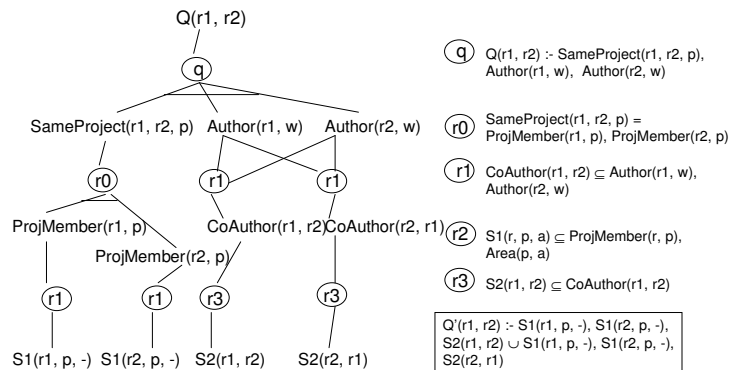 Q(r1, r2)
q
SameProject(r1, r2, p) Author(r1, w) Author(r2, w)
r0 r1 r1
ProjMember(r1, p) CoAuthor(r1, r2) CoAuthor(r2, r1)
ProjMember(r2, p)
r1 r1 r3 r3
S1(r1, p, -) S1(r2, p, -) S2(r1, r2) S2(r2, r1)
q Q(r1, r2) :- SameProject(r1, r2, p),
Author(r1, w), Author(r2, w)
r0 SameProject(r1, r2, p) =
ProjMember(r1, p), ProjMember(r2, p)
r1 CoAuthor(r1, r2) ⊆ Author(r1, w),
Author(r2, w)
r2 S1(r, p, a) ⊆ ProjMember(r, p),
Area(p, a)
r3 S2(r1, r2) ⊆ CoAuthor(r1, r2)
Q'(r1, r2) :- S1(r1, p, -), S1(r2, p, -),
S2(r1, r2) ∪ S1(r1, p, -), S1(r2, p, -),
S2(r2, r1)